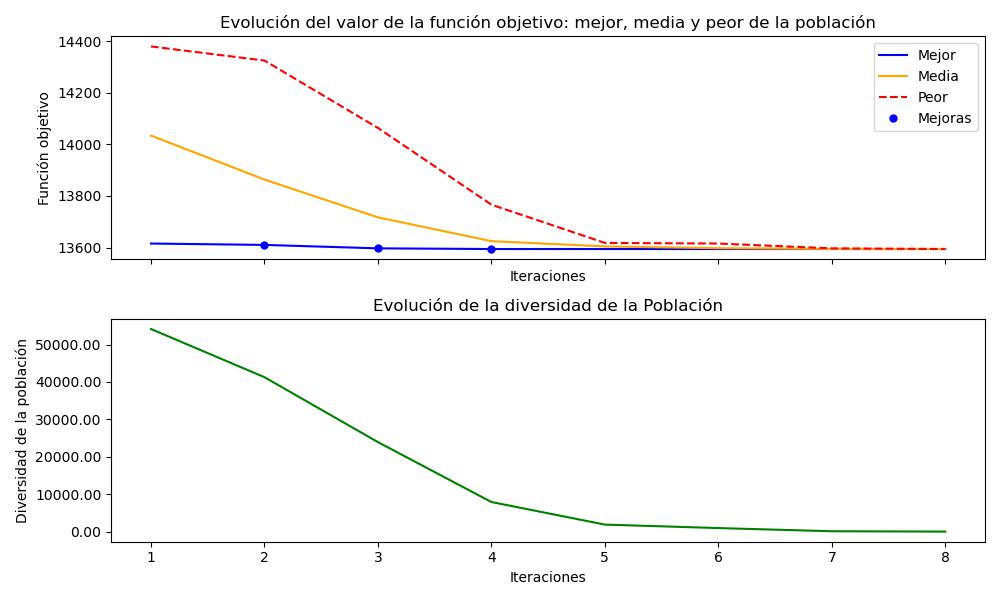 Evolución del valor de la función objetivo: mejor, media y peor de la población
14400
14200
14000
13800
13600
Función objetivo
Mejor
Media
Peor
Mejoras
Iteraciones
Evolución de la diversidad de la Población
50000.00
40000.00
30000.00
20000.00
10000.00
0.00
Diversidad de la población
1 2 3 4 5 6 7 8
Iteraciones